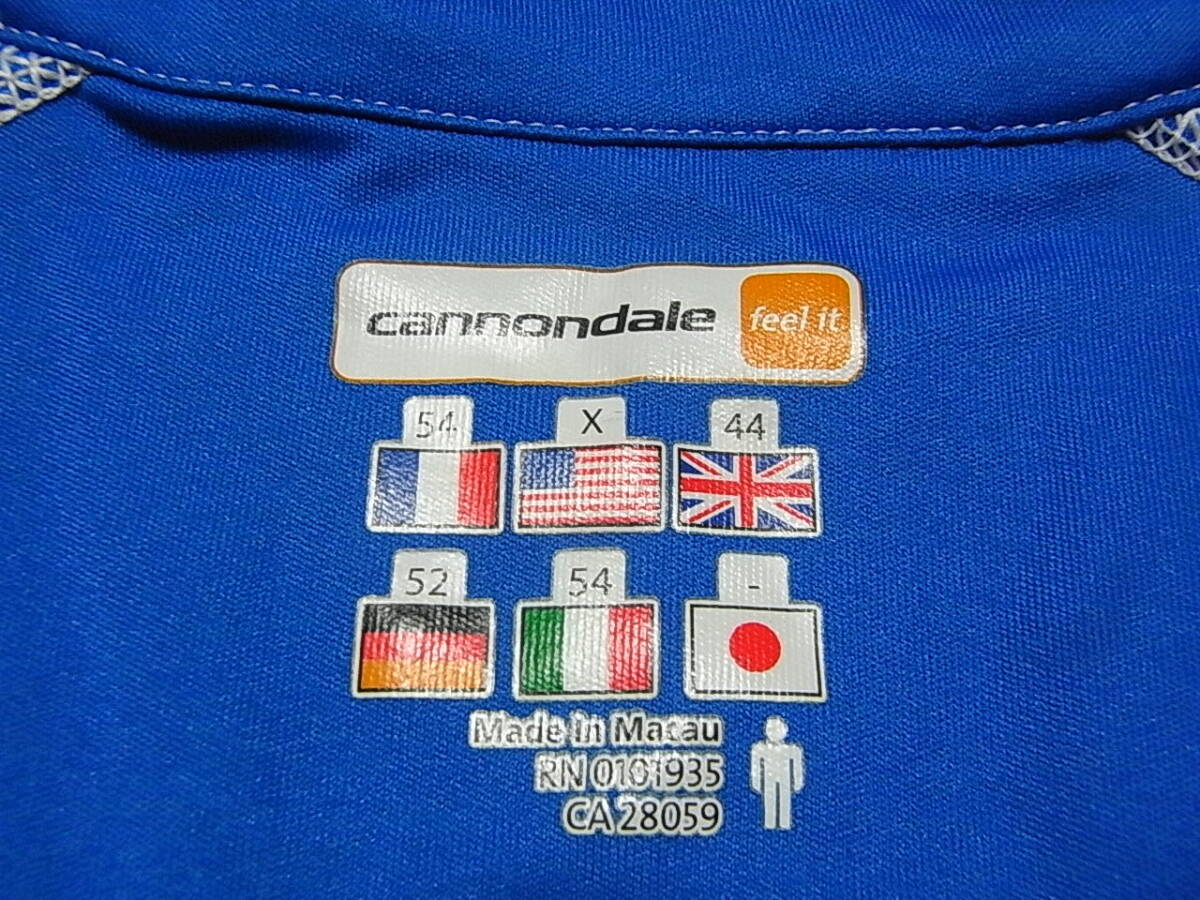 cannondale feel it
54 X 44
52 54 -
Made in Macau
RN 0101935
CA 28059